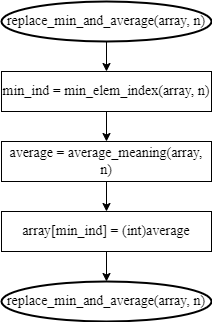 replace_min_and_average(array, n)
min_ind = min_elem_index(array, n)
average = average_meaning(array,
n)
array[min_ind] = (int)average
replace_min_and_average(array, n)